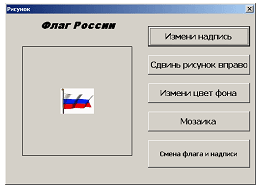 Рисунок
Флаг России
Измени надпись
Сдвинь рисунок вправо
Измени цвет фона
Мозаика
Смена флага и надписи